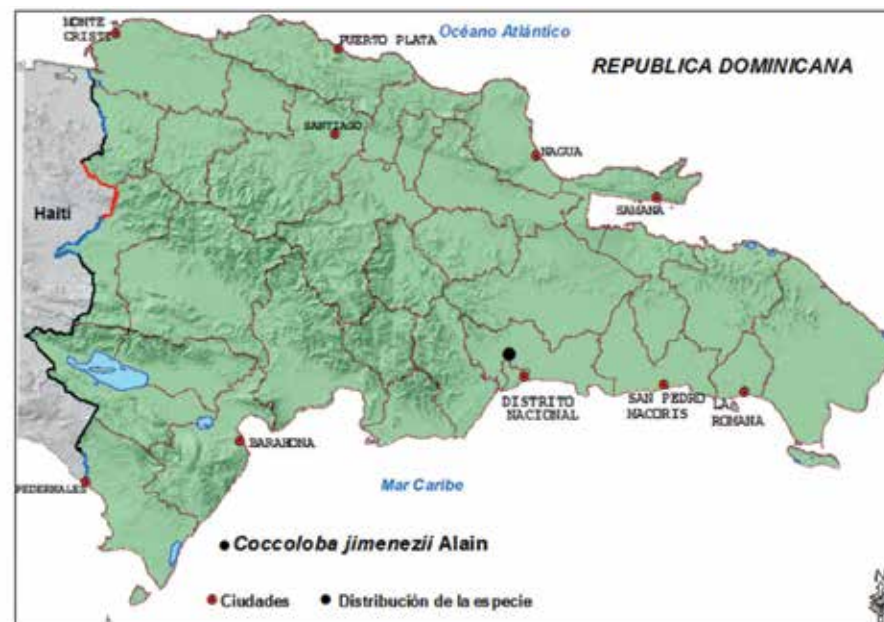 MONTE
CRISTI
PUERTO PLATA
Océano Atlántico
REPUBLICA DOMINICANA
SANTIAGO
NAGUA
Haití
SAMANA
DISTRITO
NACIONAL
SAN PEDRO
MACORIS
LA
ROMANA
BARAHONA
PEDERNALES
Mar Caribe
Coccoloba jimenezii Alain
Ciudades
Distribución de la especie